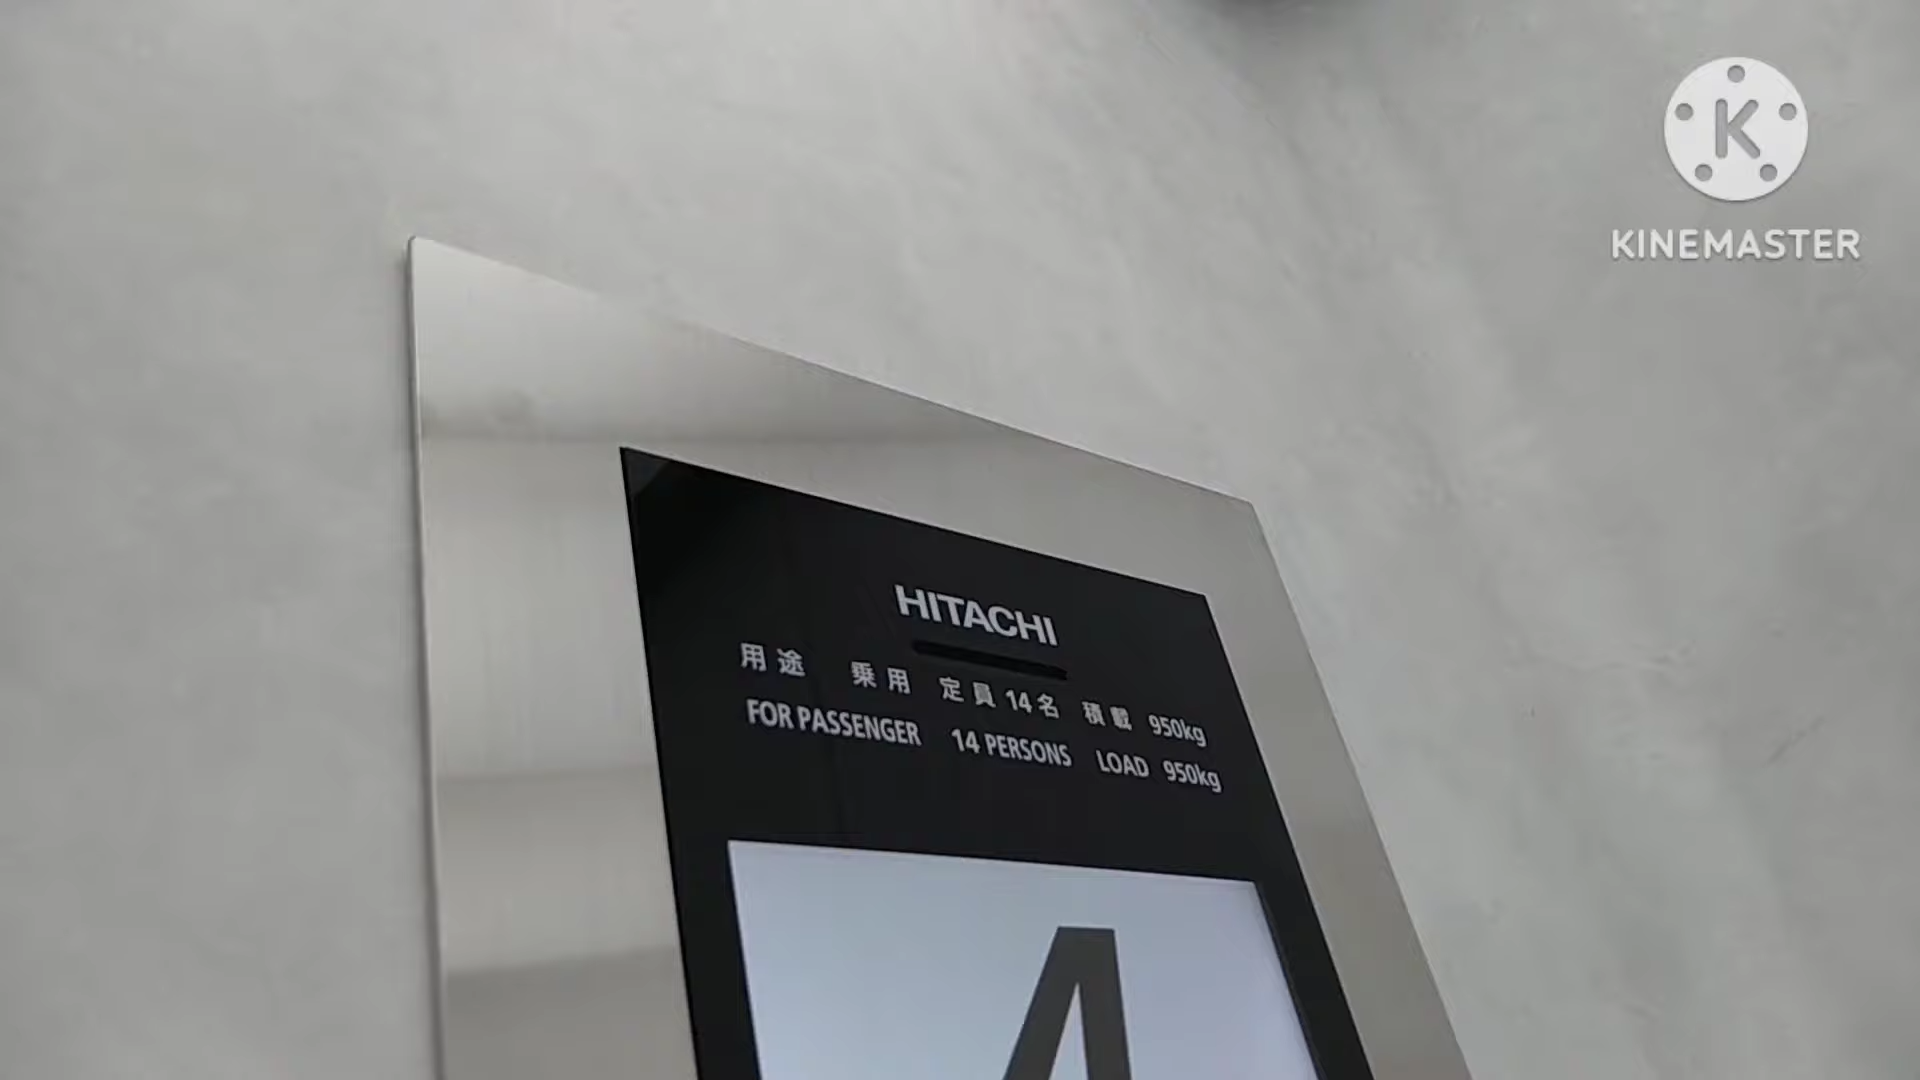 KINEMASTER
HITACHI
用途 乗用 定員14名 積載 950kg
FOR PASSENGER 14 PERSONS LOAD 950kg
4